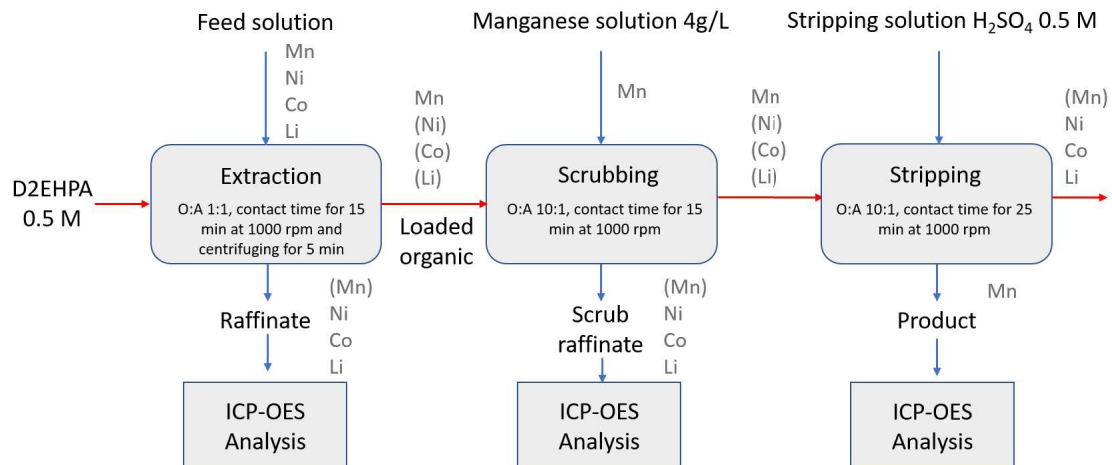 Feed solution
Manganese solution 4g/L
Stripping solution H₂SO₄ 0.5 M
Mn
Ni
Co
Li
Mn
(Ni)
(Co)
(Li)
Mn
Mn
(Ni)
(Co)
(Li)
(Mn)
Ni
Co
Li
D2EHPA
0.5 M
Extraction
O:A 1:1, contact time for 15
min at 1000 rpm and
centrifuging for 5 min
Loaded
organic
Scrubbing
O:A 10:1, contact time for 15
min at 1000 rpm
Stripping
O:A 10:1, contact time for 25
min at 1000 rpm
Raffinate
(Mn)
Ni
Co
Li
Scrub
raffinate
(Mn)
Ni
Co
Li
Mn
Product
ICP-OES
Analysis
ICP-OES
Analysis
ICP-OES
Analysis